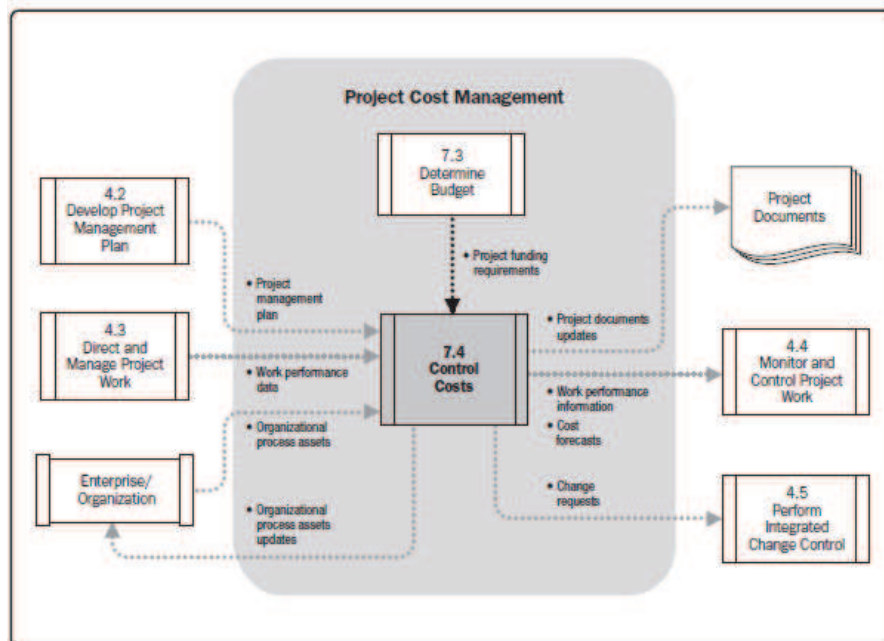 Project Cost Management
7.3
Determine
Budget
4.2
Develop Project
Management
Plan
Project
Documents
• Project funding
requirements
• Project
management
plan
4.3
Direct and
Manage Project
Work
7.4
Control
Costs
• Project documents
updates
4.4
Monitor and
Control Project
Work
• Work performance
data
• Work performance
information
• Cost
forecasts
• Organizational
process assets
Enterprise/
Organization
• Change
requests
4.5
Perform
Integrated
Change Control
• Organizational
process assets
updates